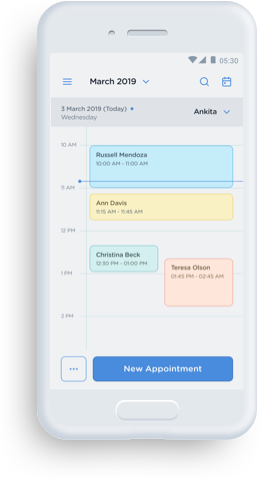 05:30
March 2019
3 March 2019 (Today)
Wednesday
Ankita
10 AM
Russell Mendoza
10:00 AM - 11:00 AM
11 AM
Ann Davis
11:15 AM - 11:45 AM
12 PM
Christina Beck
12:30 PM - 01:00 PM
Teresa Olson
01:45 PM - 02:45 AM
1 PM
2 PM
New Appointment